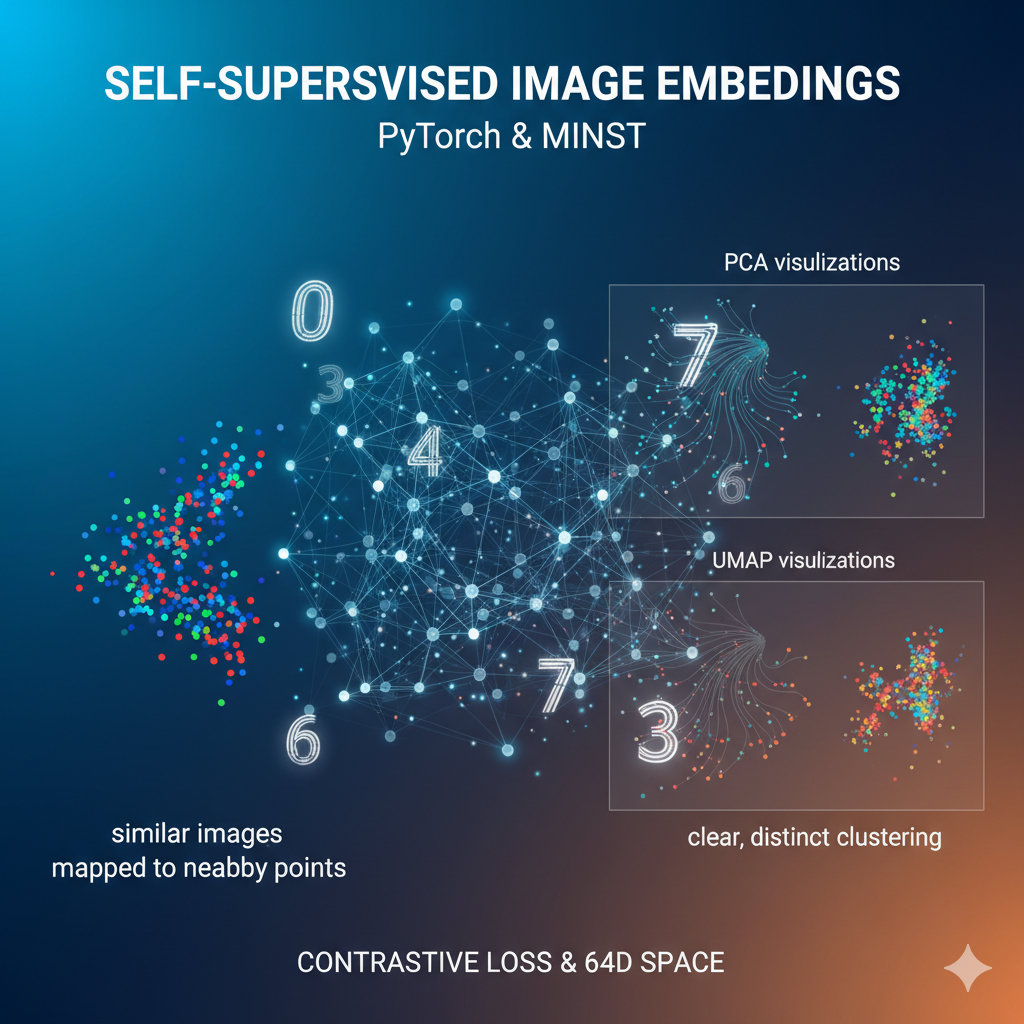 SELF-SUPERSVISED IMAGE EMBEDINGS
PyTorch & MINST
PCA visulizations
0
3
7
4
6
UMAP visulizations
7
3
6
similar images
mapped to neabby points
clear, distinct clustering
CONTRASTIVE LOSS & 64D SPACE